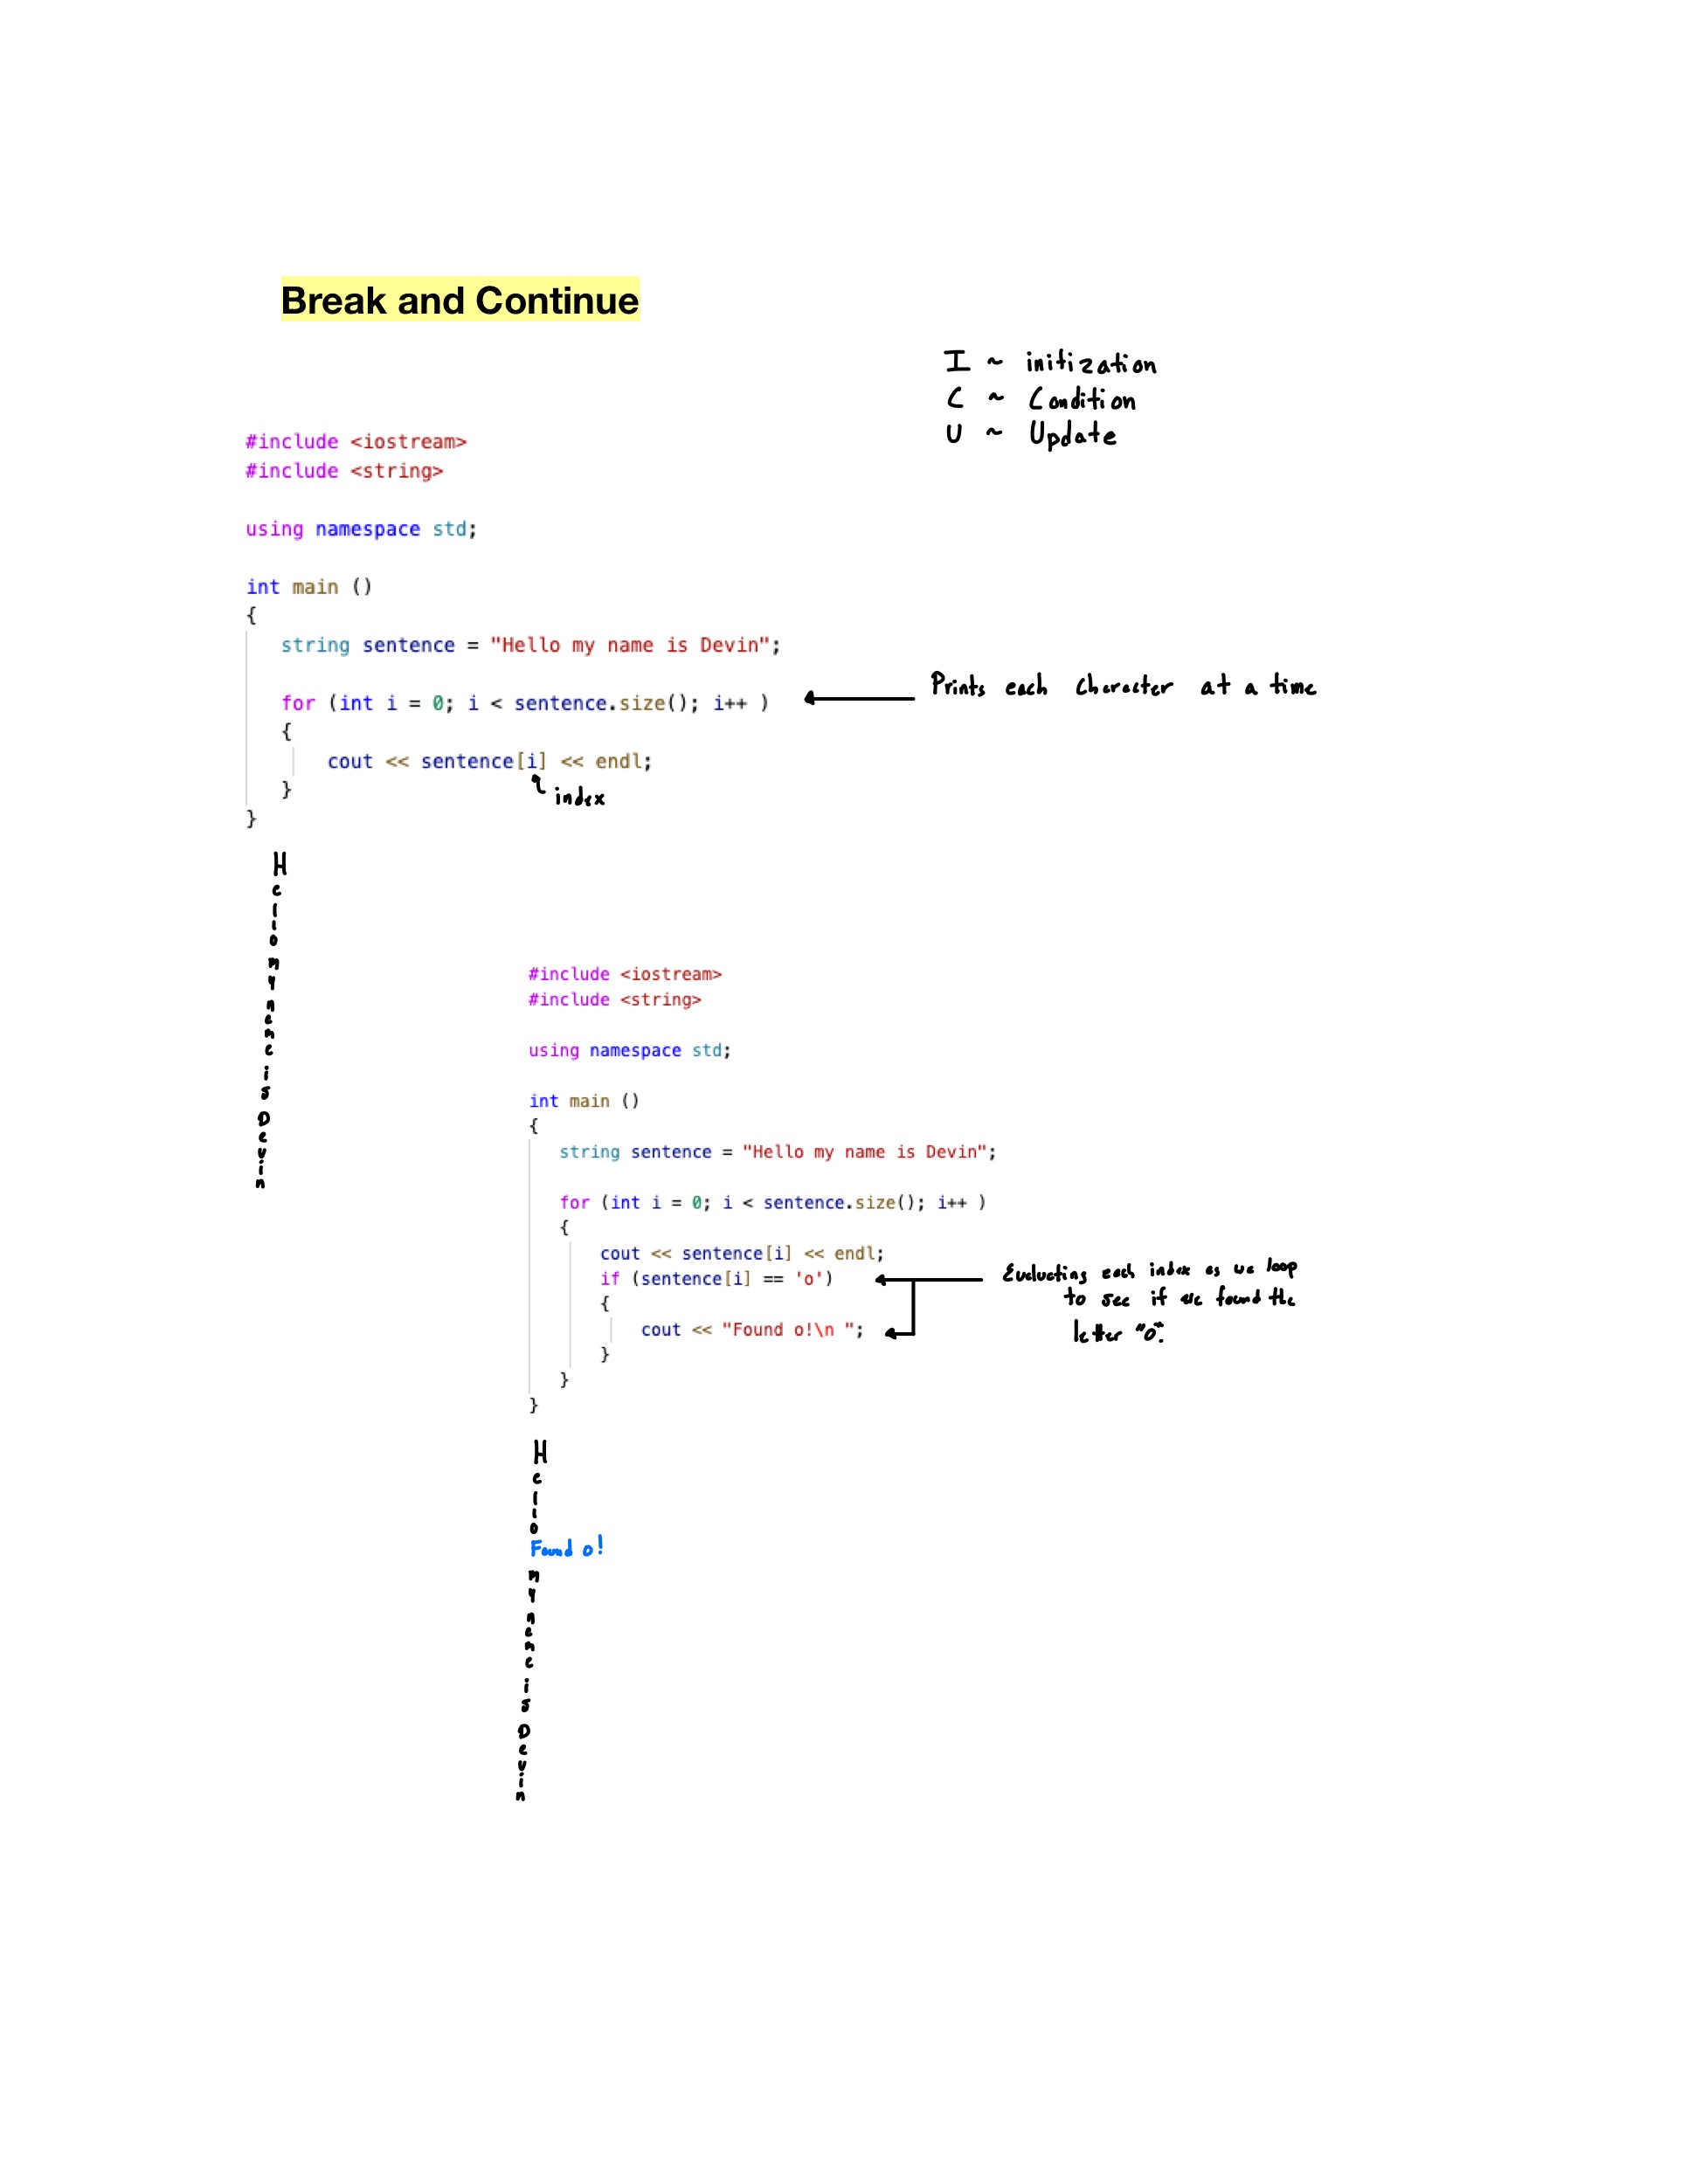 Break and Continue
I ~ initization
C ~ Condition
U ~ Update
#include <iostream>
#include <string>
using namespace std;
int main ()
{
string sentence = "Hello my name is Devin";
for (int i = 0; i < sentence.size(); i++ )
Prints each character at a time
{
cout << sentence[i] << endl;
index
}
}
H
e
l
l
o
m
y
n
a
m
e
i
s
D
e
v
i
n
#include <iostream>
#include <string>
using namespace std;
int main ()
{
string sentence = "Hello my name is Devin";
for (int i = 0; i < sentence.size(); i++ )
{
cout << sentence[i] << endl;
if (sentence[i] == 'o')
Evaluating each index as we loop
to see if we found the
letter "o".
{
cout << "Found o!\n ";
}
}
}
H
e
l
l
o
Found o!
m
y
n
a
m
e
i
s
D
e
v
i
n